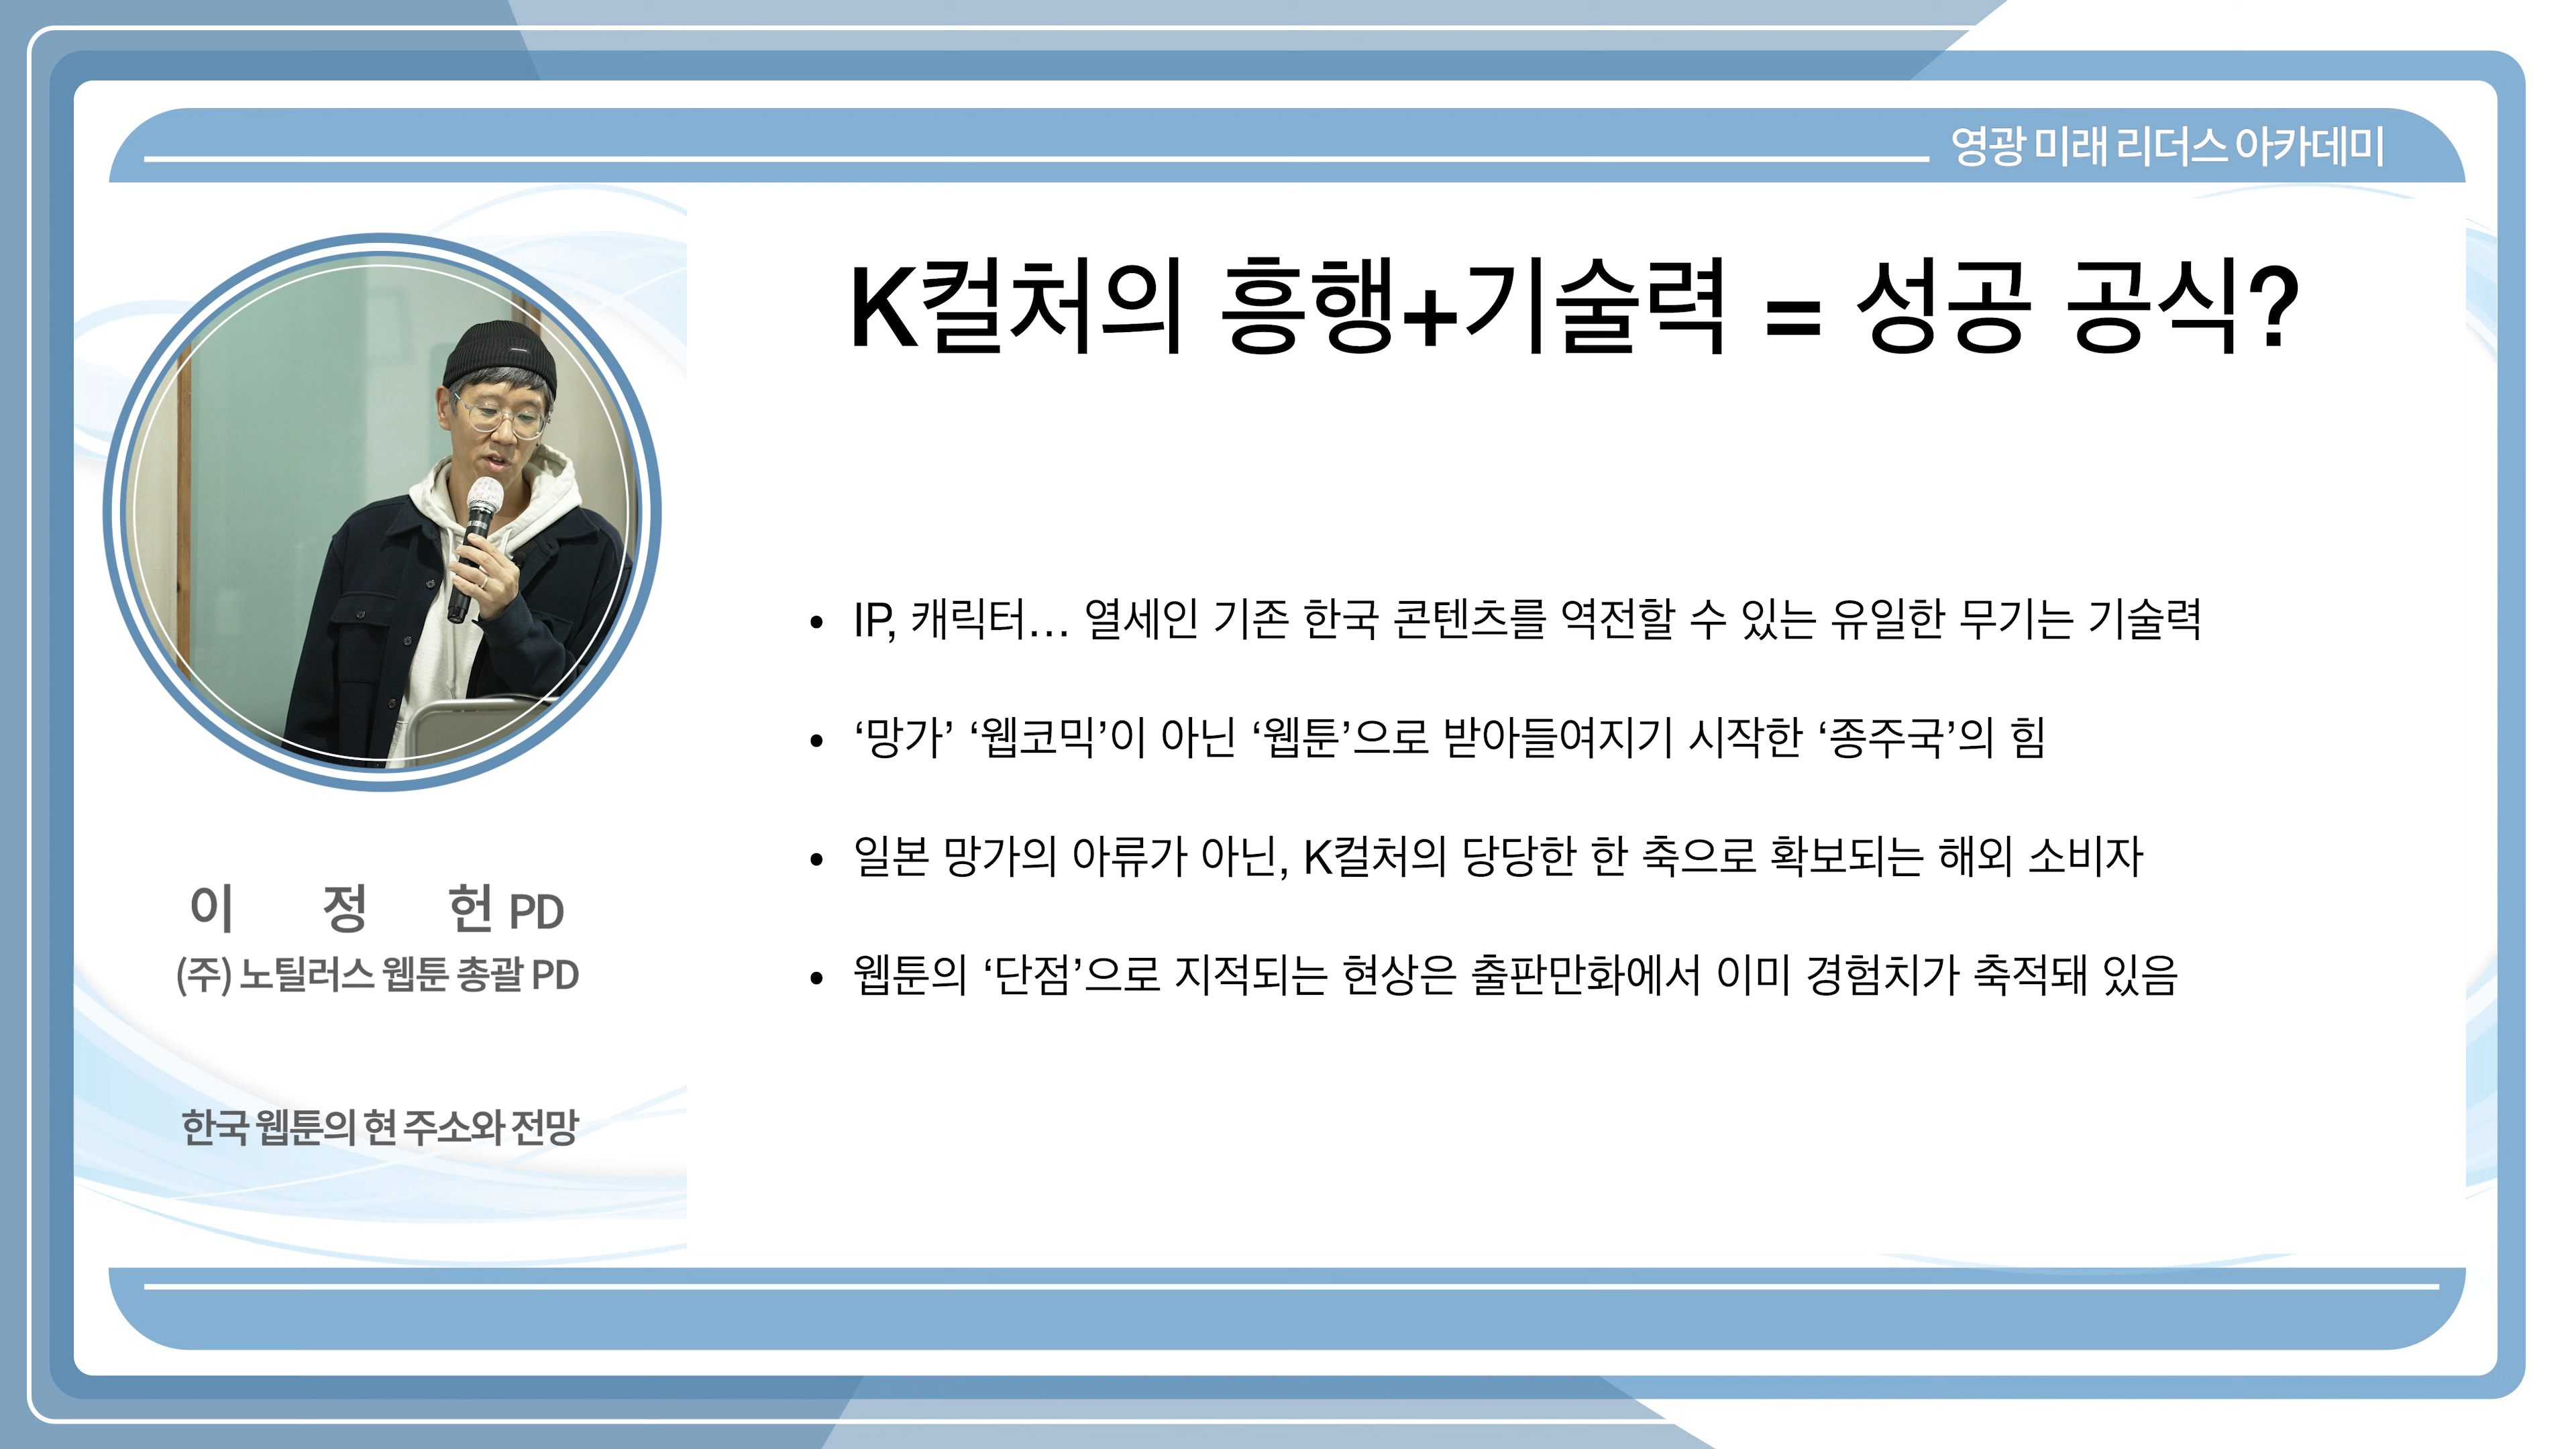 영광 미래 리더스 아카데미
K컬처의 흥행+기술력 = 성공 공식?
• IP, 캐릭터… 열세인 기존 한국 콘텐츠를 역전할 수 있는 유일한 무기는 기술력
• ‘망가’ ‘웹코믹’이 아닌 ‘웹툰’으로 받아들여지기 시작한 ‘종주국’의 힘
• 일본 망가의 아류가 아닌, K컬처의 당당한 한 축으로 확보되는 해외 소비자
• 웹툰의 ‘단점’으로 지적되는 현상은 출판만화에서 이미 경험치가 축적돼 있음
이 정 헌 PD
(주) 노틸러스 웹툰 총괄 PD
한국 웹툰의 현 주소와 전망